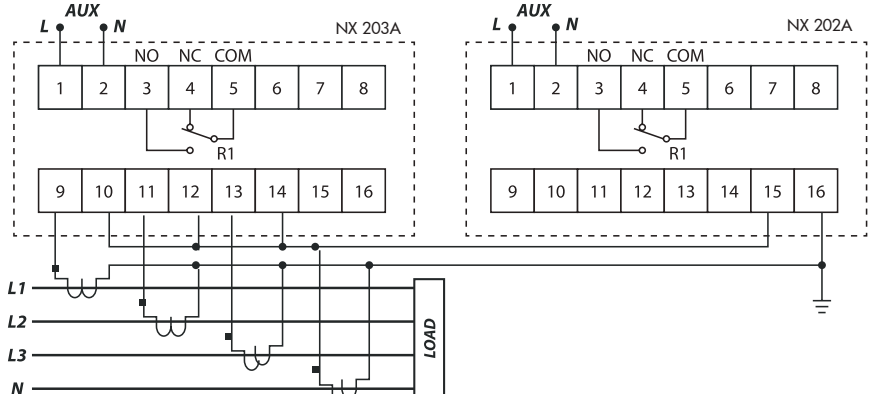 AUX AUX
L N NX 203A L N NX 202A
NO NC COM NO NC COM
1 2 3 4 5 6 7 8 1 2 3 4 5 6 7 8
R1 R1
9 10 11 12 13 14 15 16 9 10 11 12 13 14 15 16
L1
L2
L3
N
LOAD